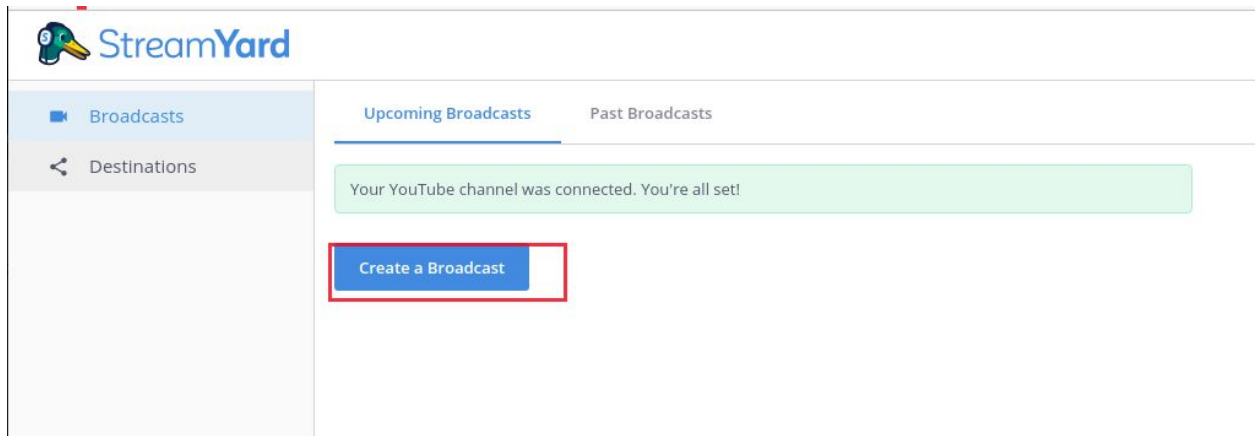 StreamYard
Broadcasts
Destinations
Upcoming Broadcasts Past Broadcasts
Your YouTube channel was connected. You're all set!
Create a Broadcast